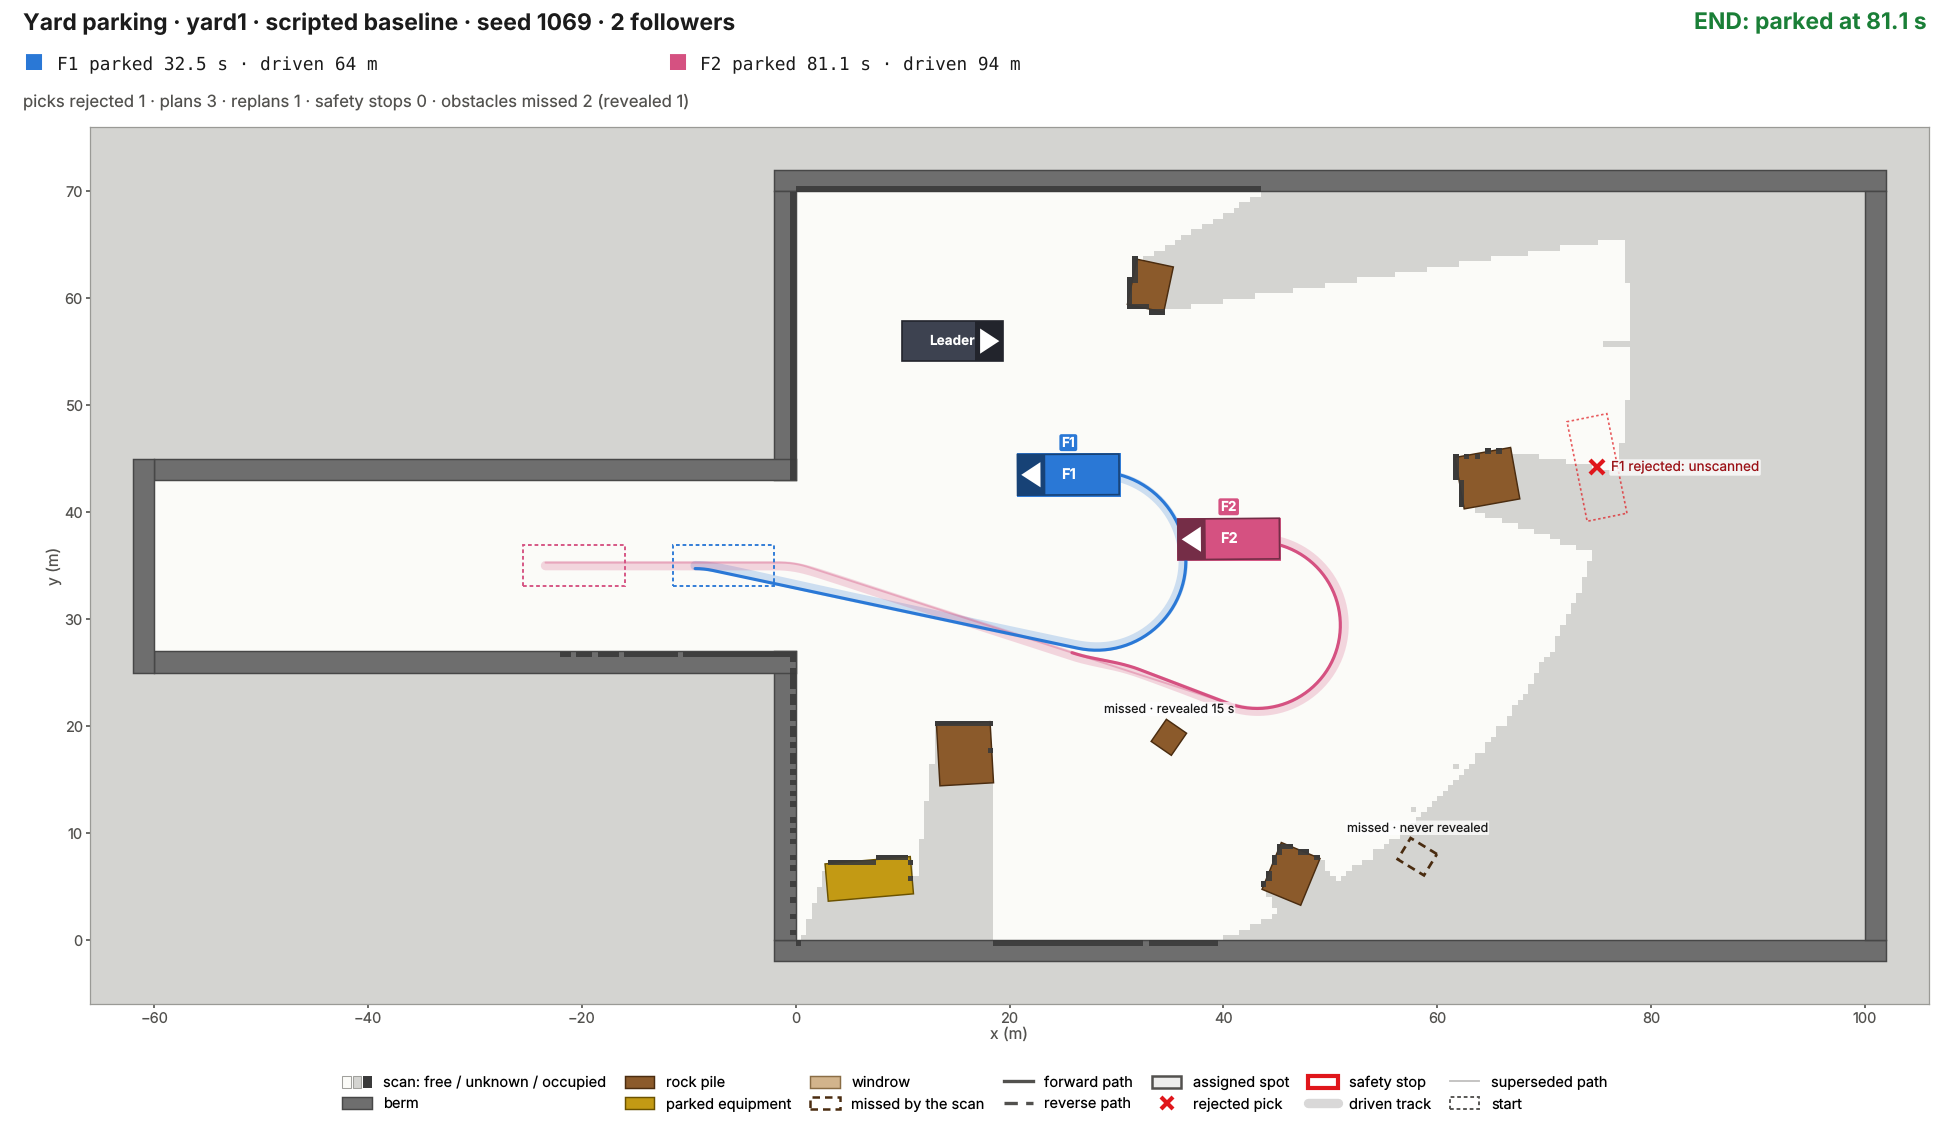 Yard parking · yard1 · scripted baseline · seed 1069 · 2 followers
END: parked at 81.1 s
F1 parked 32.5 s · driven 64 m
F2 parked 81.1 s · driven 94 m
picks rejected 1 · plans 3 · replans 1 · safety stops 0 · obstacles missed 2 (revealed 1)
70
60
50
40
30
20
10
0
y (m)
Leader
F1
F1
F2
F2
F1 rejected: unscanned
missed · revealed 15 s
missed · never revealed
−60
−40
−20
0
20
40
60
80
100
x (m)
scan: free / unknown / occupied
rock pile
windrow
forward path
assigned spot
safety stop
superseded path
berm
parked equipment
missed by the scan
reverse path
rejected pick
driven track
start